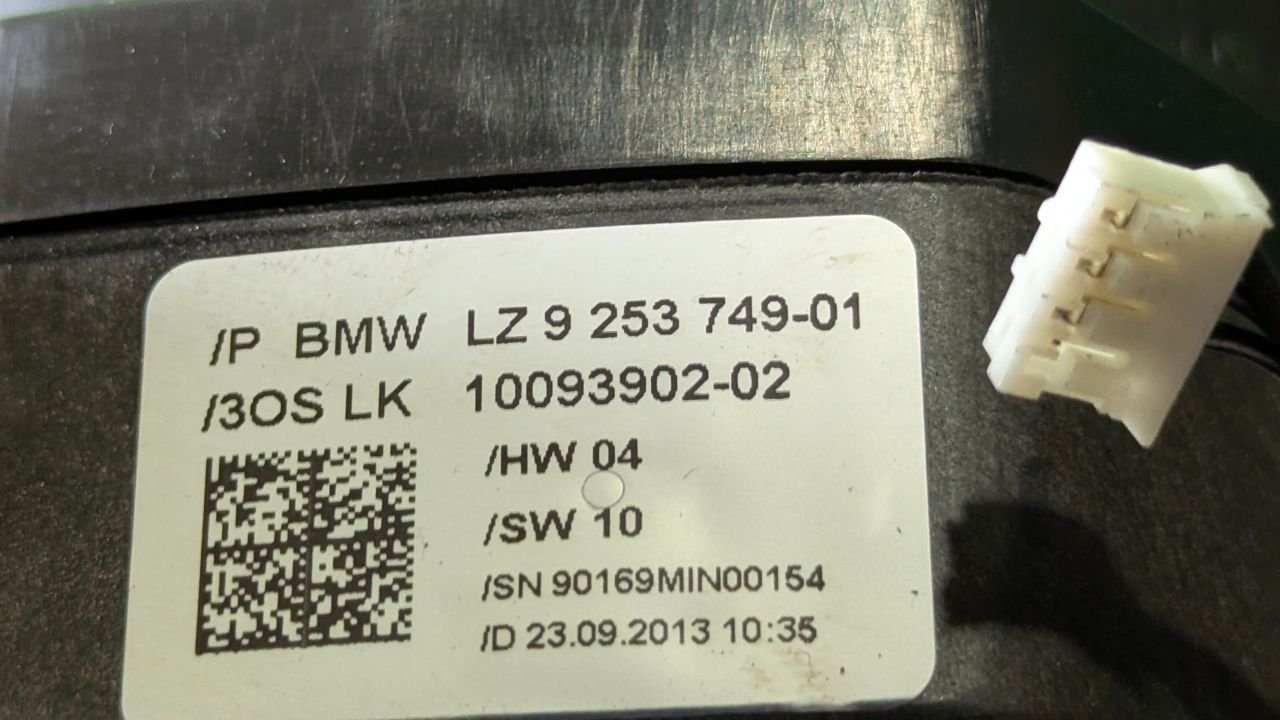 /P BMW LZ 9 253 749-01
/3OS LK 10093902-02
/HW 04
/SW 10
/SN 90169MIN00154
/D 23.09.2013 10:35